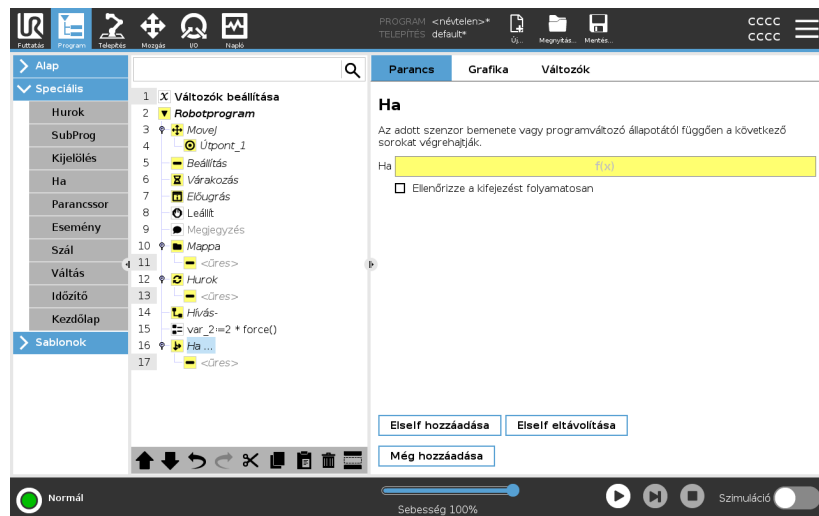 UR
PROGRAM <névtelen>*
TELEPÍTÉS default*
CCCC
CCCC
Futtatás Program Telepítés Mozgás I/O Napló Új... Megnyitás... Mentés...
Alap
Speciális
Hurok
SubProg
Kijelölés
Ha
Parancssor
Esemény
Szál
Váltás
Időzítő
Kezdőlap
Sablonok
1 X Változók beállítása
2 Robotprogram
3 MoveJ
4 Útpont_1
5 Beállítás
6 Várakozás
7 Előugrás
8 Leállít
9 Megjegyzés
10 Mappa
11 <üres>
12 Hurok
13 <üres>
14 Hívás-
15 var_2:=2 * force()
16 Ha ...
17 <üres>
Parancs Grafika Változók
Ha
Az adott szenzor bemenete vagy programváltozó állapotától függően a következő
sorokat végrehajtják.
Ha f(x)
Ellenőrizze a kifejezést folyamatosan
ElseIf hozzáadása ElseIf eltávolítása
Még hozzáadása
Normál
Sebesség 100%
Szimuláció